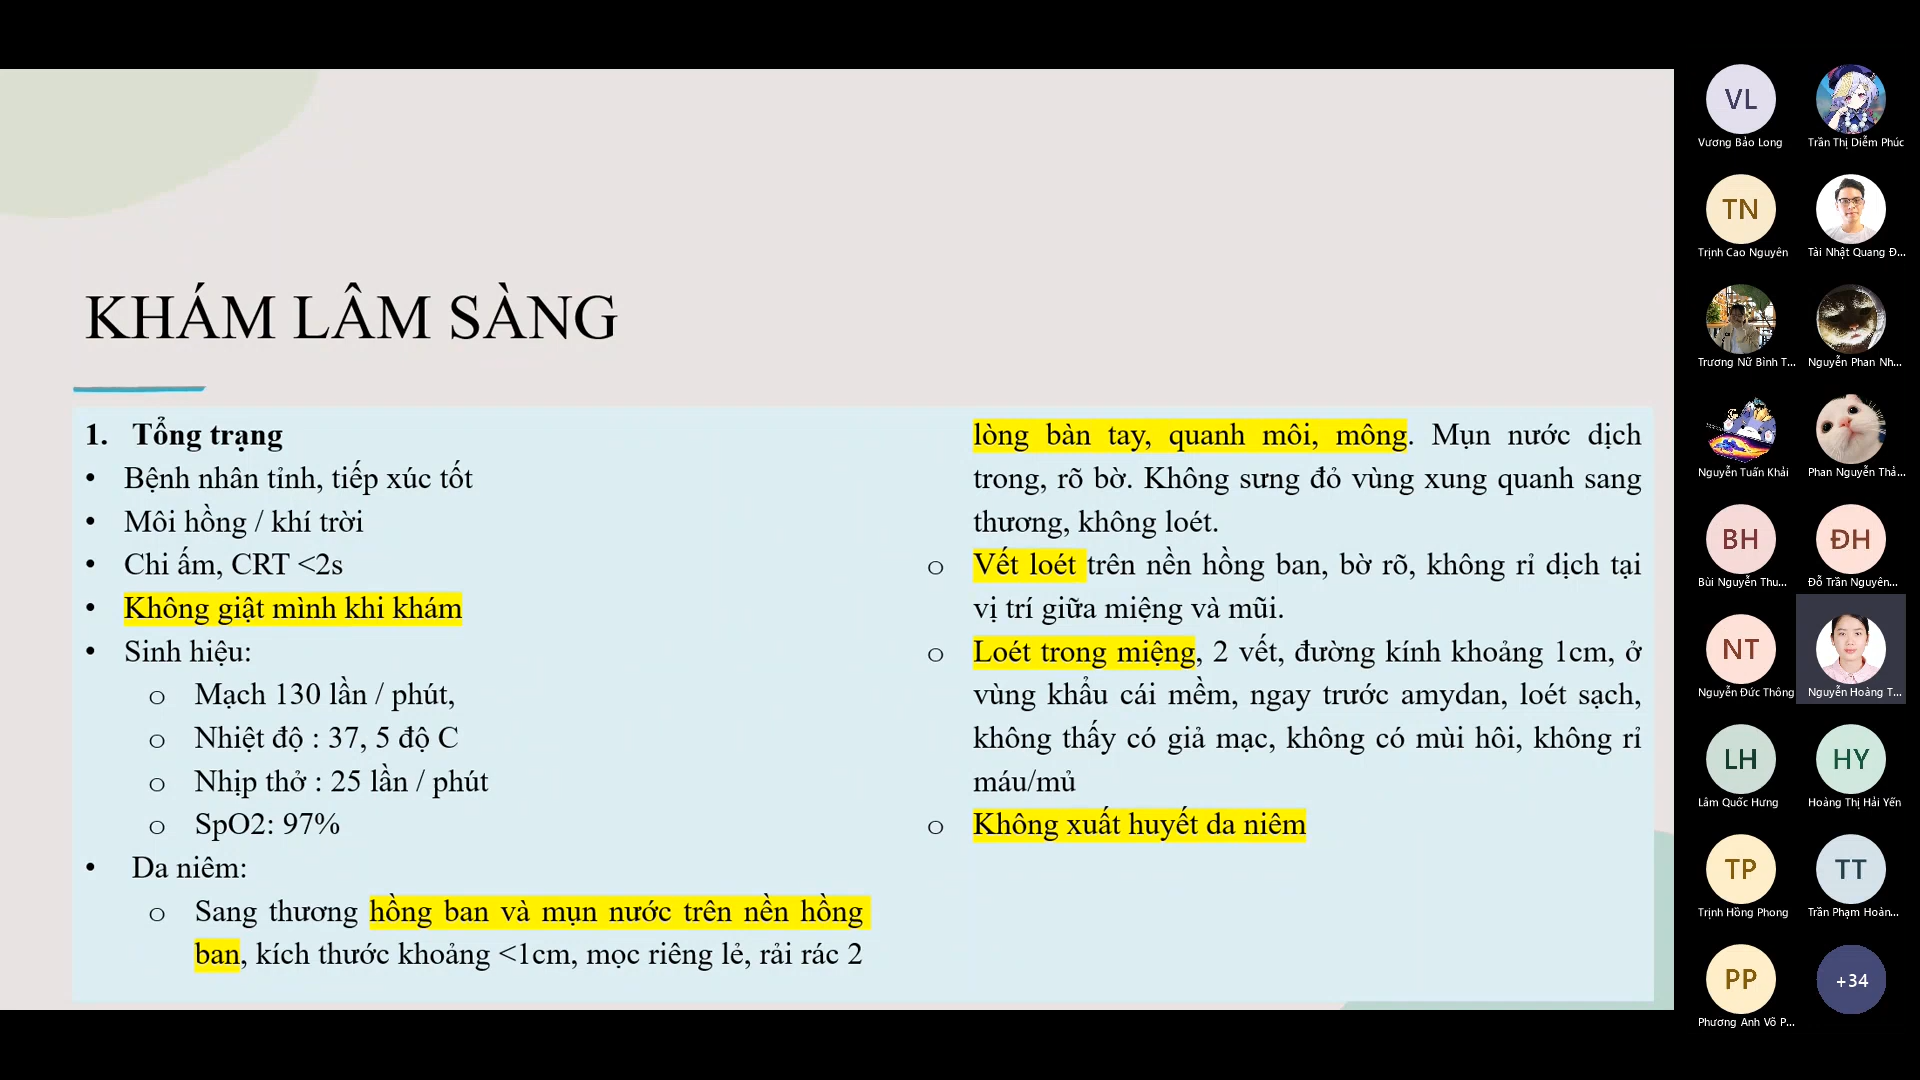 KHÁM LÂM SÀNG
1. Tổng trạng
• Bệnh nhân tỉnh, tiếp xúc tốt
• Môi hồng / khí trời
• Chi ấm, CRT <2s
• Không giật mình khi khám
• Sinh hiệu:
o Mạch 130 lần / phút,
o Nhiệt độ : 37, 5 độ C
o Nhịp thở : 25 lần / phút
o SpO2: 97%
• Da niêm:
o Sang thương hồng ban và mụn nước trên nền hồng
ban, kích thước khoảng <1cm, mọc riêng lẻ, rải rác 2
lòng bàn tay, quanh môi, mông. Mụn nước dịch
trong, rõ bờ. Không sưng đỏ vùng xung quanh sang
thương, không loét.
o Vết loét trên nền hồng ban, bờ rõ, không rỉ dịch tại
vị trí giữa miệng và mũi.
o Loét trong miệng, 2 vết, đường kính khoảng 1cm, ở
vùng khẩu cái mềm, ngay trước amydan, loét sạch,
không thấy có giả mạc, không có mùi hôi, không rỉ
máu/mủ
o Không xuất huyết da niêm
VL
Vương Bảo Long
Trần Thị Diễm Phúc
TN
Trịnh Cao Nguyên
Tài Nhật Quang Đ...
Trương Nữ Bình T...
Nguyễn Phan Nh...
Nguyễn Tuấn Khải
Phan Nguyễn Thả...
BH
Bùi Nguyễn Thu...
ĐH
Đỗ Trần Nguyên...
NT
Nguyễn Đức Thông
Nguyễn Hoàng T...
LH
Lâm Quốc Hưng
HY
Hoàng Thị Hải Yến
TP
Trịnh Hồng Phong
TT
Trần Phạm Hoàn...
PP
Phương Anh Võ P...
+34